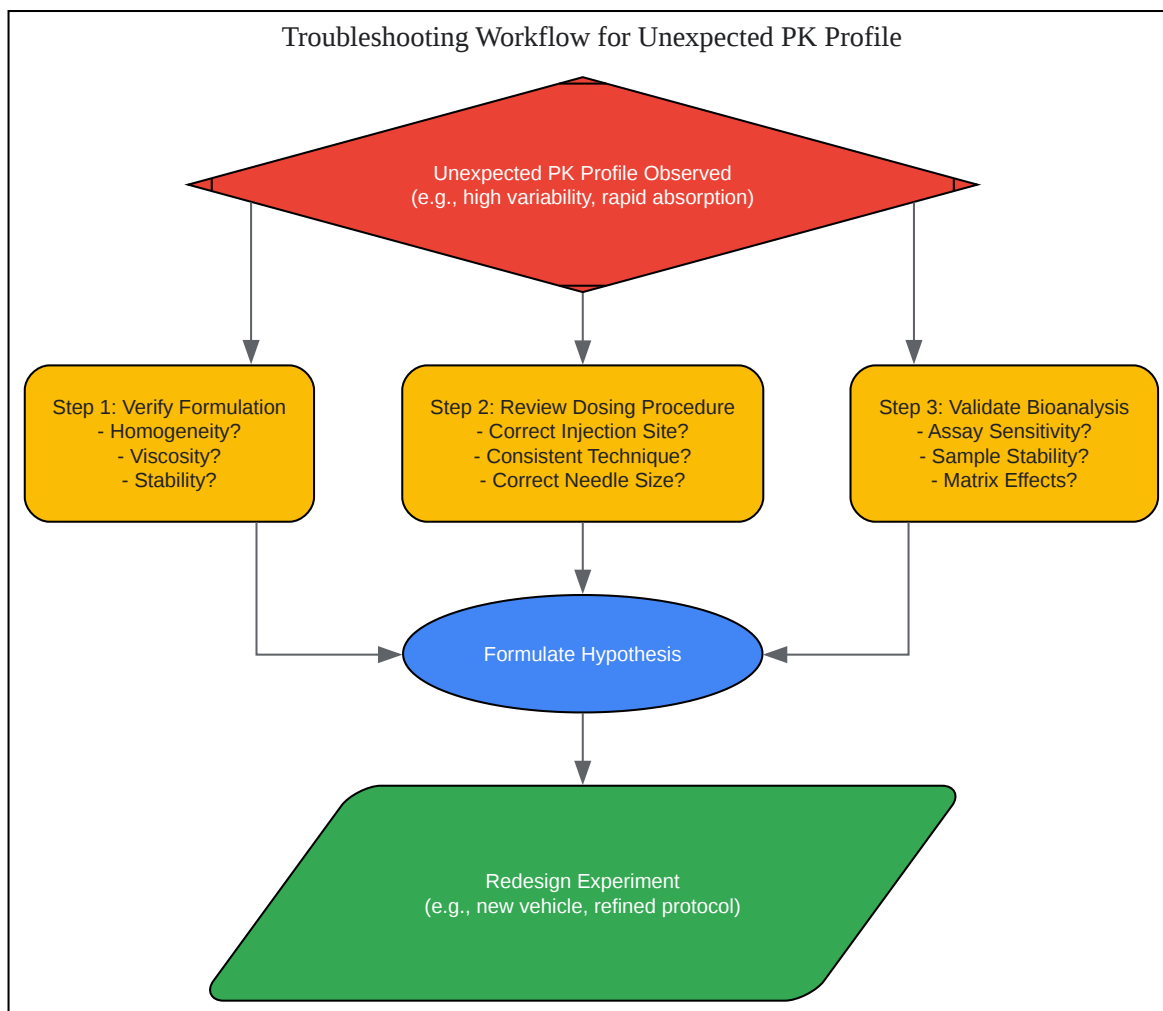 Troubleshooting Workflow for Unexpected PK Profile
Unexpected PK Profile Observed
(e.g., high variability, rapid absorption)
Step 1: Verify Formulation
- Homogeneity?
- Viscosity?
- Stability?
Step 2: Review Dosing Procedure
- Correct Injection Site?
- Consistent Technique?
- Correct Needle Size?
Step 3: Validate Bioanalysis
- Assay Sensitivity?
- Sample Stability?
- Matrix Effects?
Formulate Hypothesis
Redesign Experiment
(e.g., new vehicle, refined protocol)